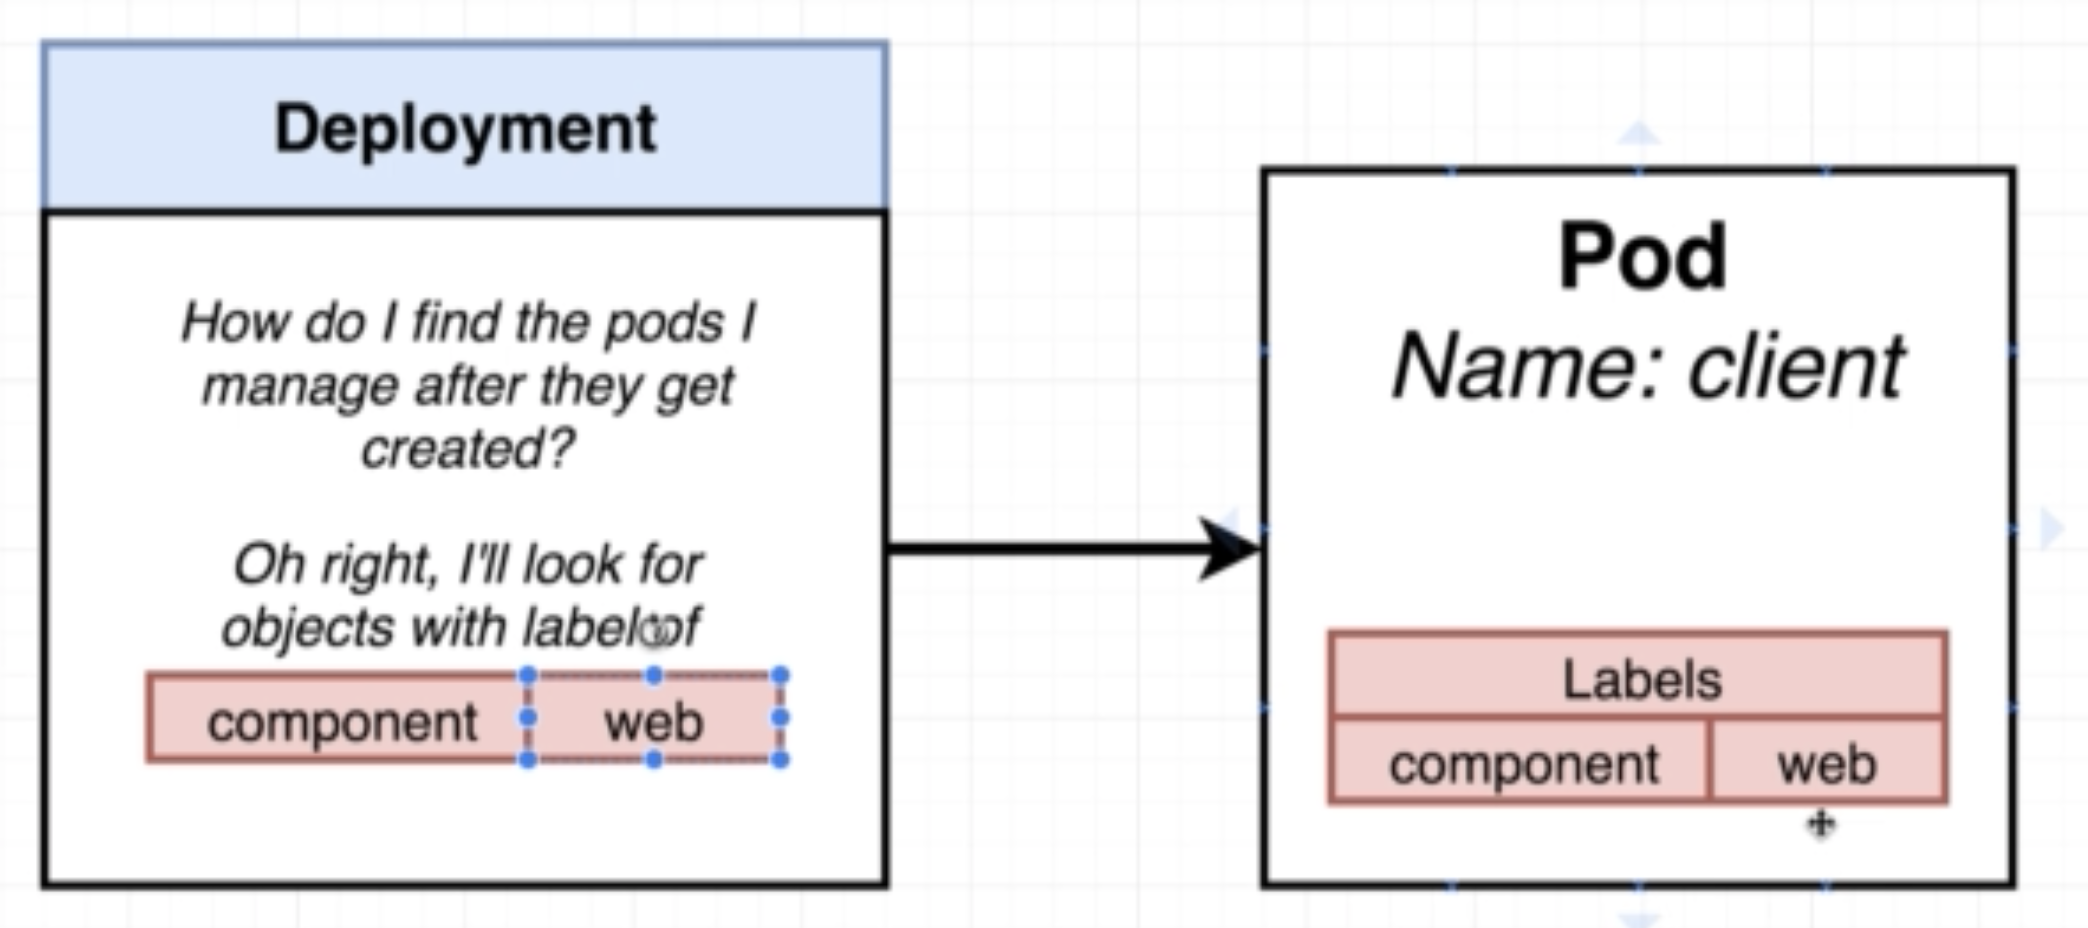 Deployment
How do I find the pods I
manage after they get
created?
Oh right, I'll look for
objects with label of
component web
Pod
Name: client
Labels
component web